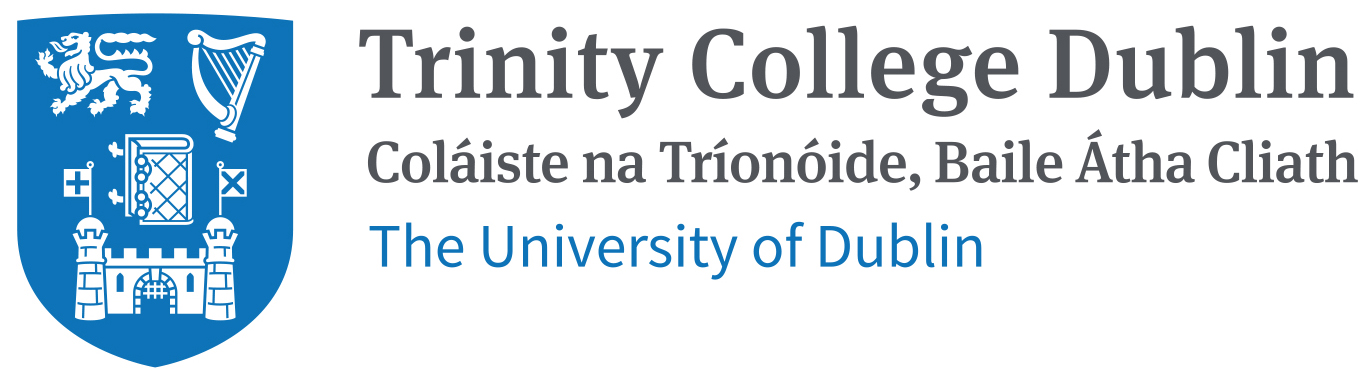 Trinity College Dublin
Coláiste na Tríonóide, Baile Átha Cliath
The University of Dublin